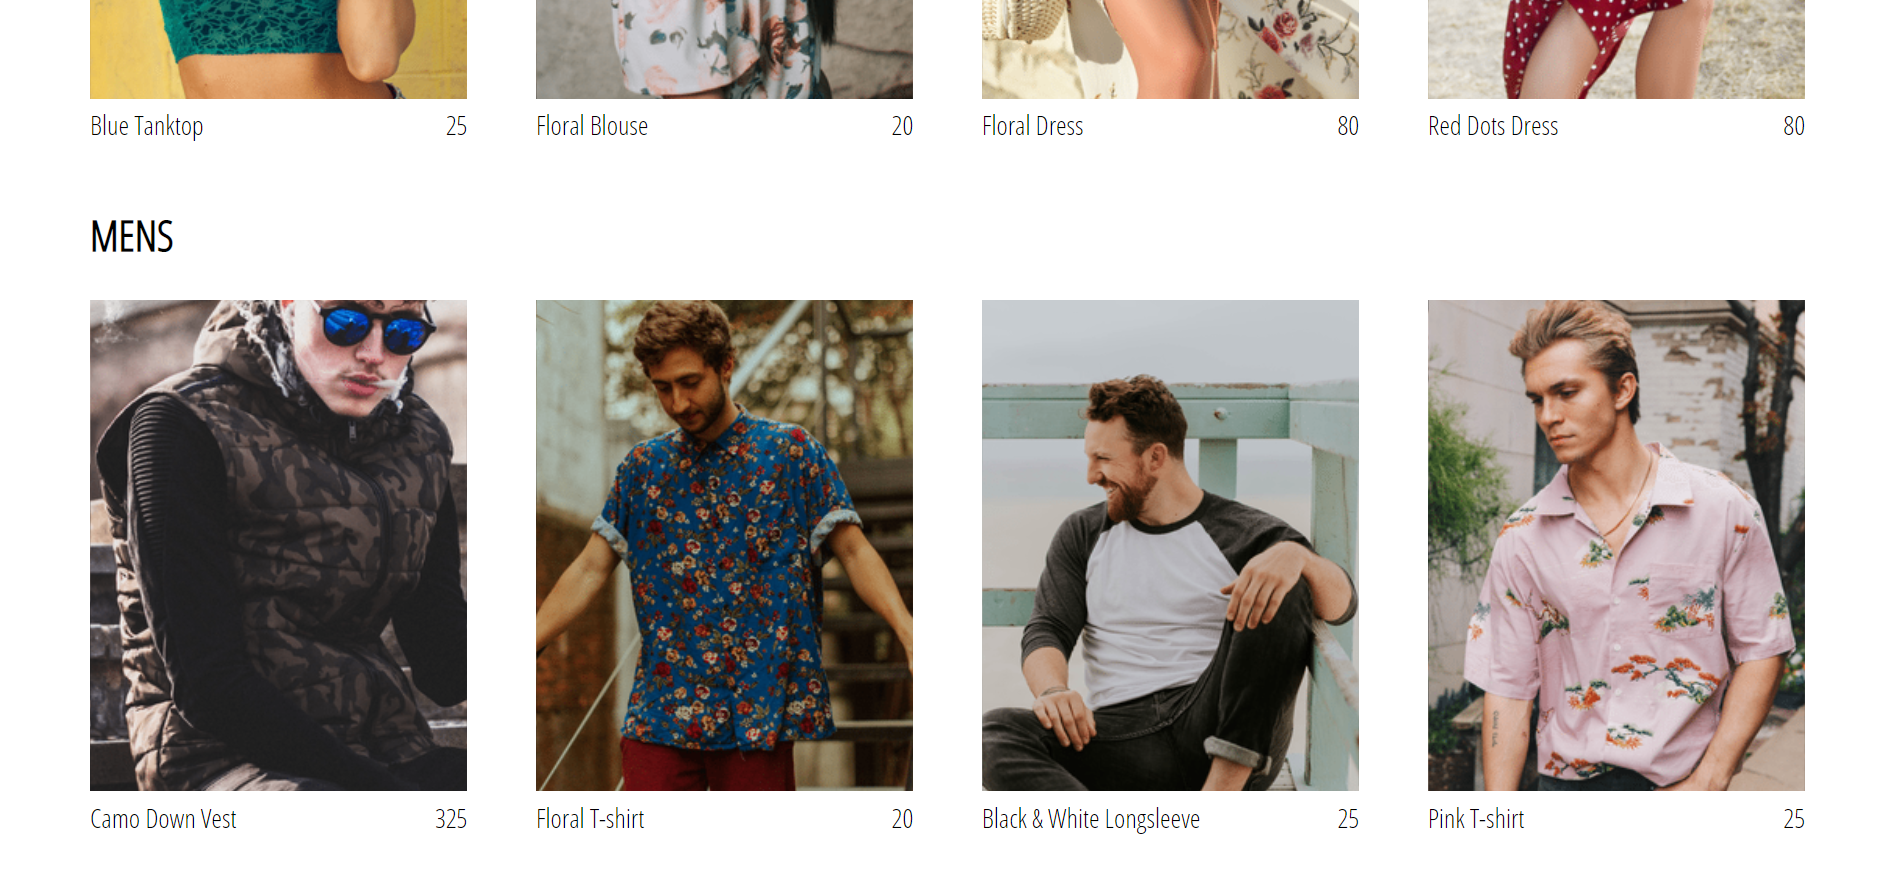 Blue Tanktop 25
Floral Blouse 20
Floral Dress 80
Red Dots Dress 80
MENS
Camo Down Vest 325
Floral T-shirt 20
Black & White Longsleeve 25
Pink T-shirt 25